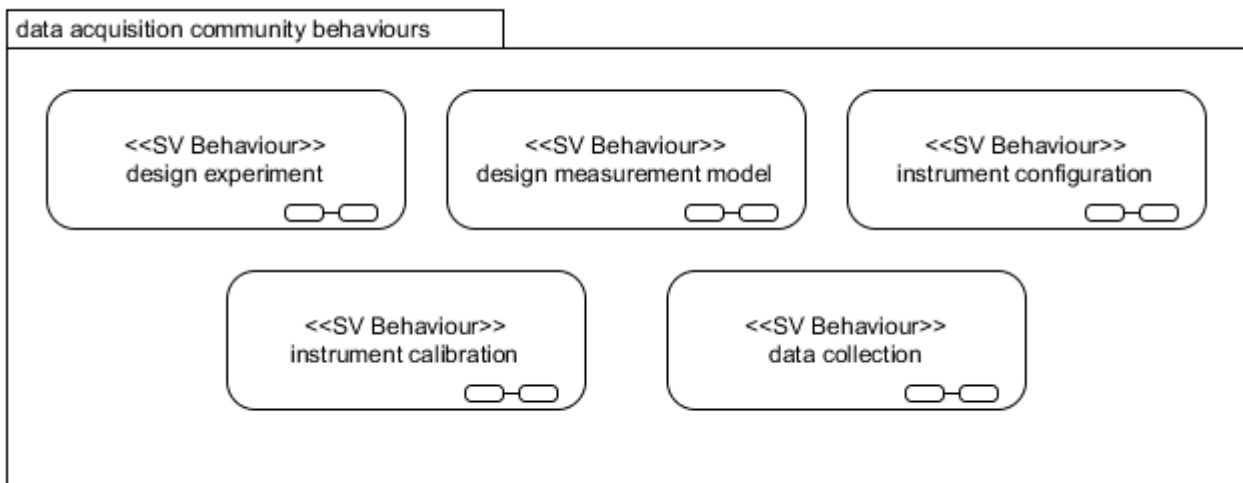 data acquisition community behaviours
<<SV Behaviour>>
design experiment
<<SV Behaviour>>
design measurement model
<<SV Behaviour>>
instrument configuration
<<SV Behaviour>>
instrument calibration
<<SV Behaviour>>
data collection